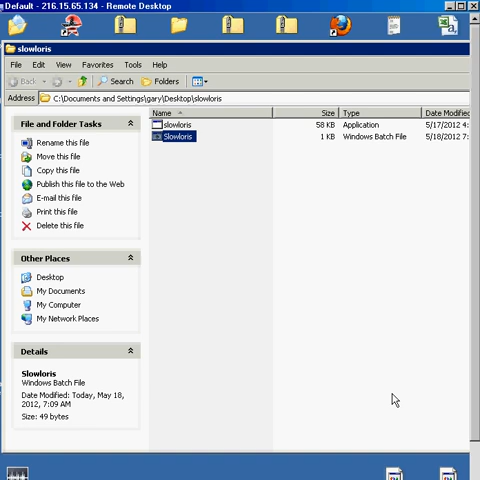 Default - 216.15.65.134 - Remote Desktop
slowloris
File Edit View Favorites Tools Help
Back Search Folders
Address C:\Documents and Settings\gary\Desktop\slowloris
Name Size Type Date Modified
slowloris 58 KB Application 5/17/2012 4:
Slowloris 1 KB Windows Batch File 5/18/2012 7:
File and Folder Tasks
Rename this file
Move this file
Copy this file
Publish this file to the Web
E-mail this file
Print this file
Delete this file
Other Places
Desktop
My Documents
My Computer
My Network Places
Details
Slowloris
Windows Batch File
Date Modified: Today, May 18,
2012, 7:09 AM
Size: 49 bytes